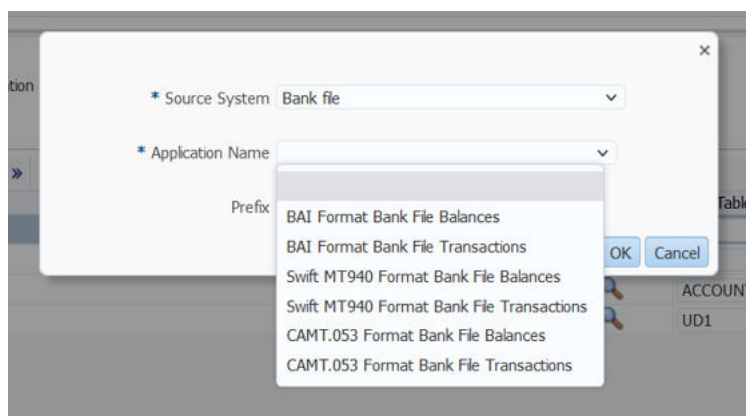 ×
tion
* Source System Bank file
* Application Name
»
Prefix
BAI Format Bank File Balances
BAI Format Bank File Transactions
Swift MT940 Format Bank File Balances
Swift MT940 Format Bank File Transactions
CAMT.053 Format Bank File Balances
CAMT.053 Format Bank File Transactions
OK Cancel
Tabl
ACCOUNT
UD1